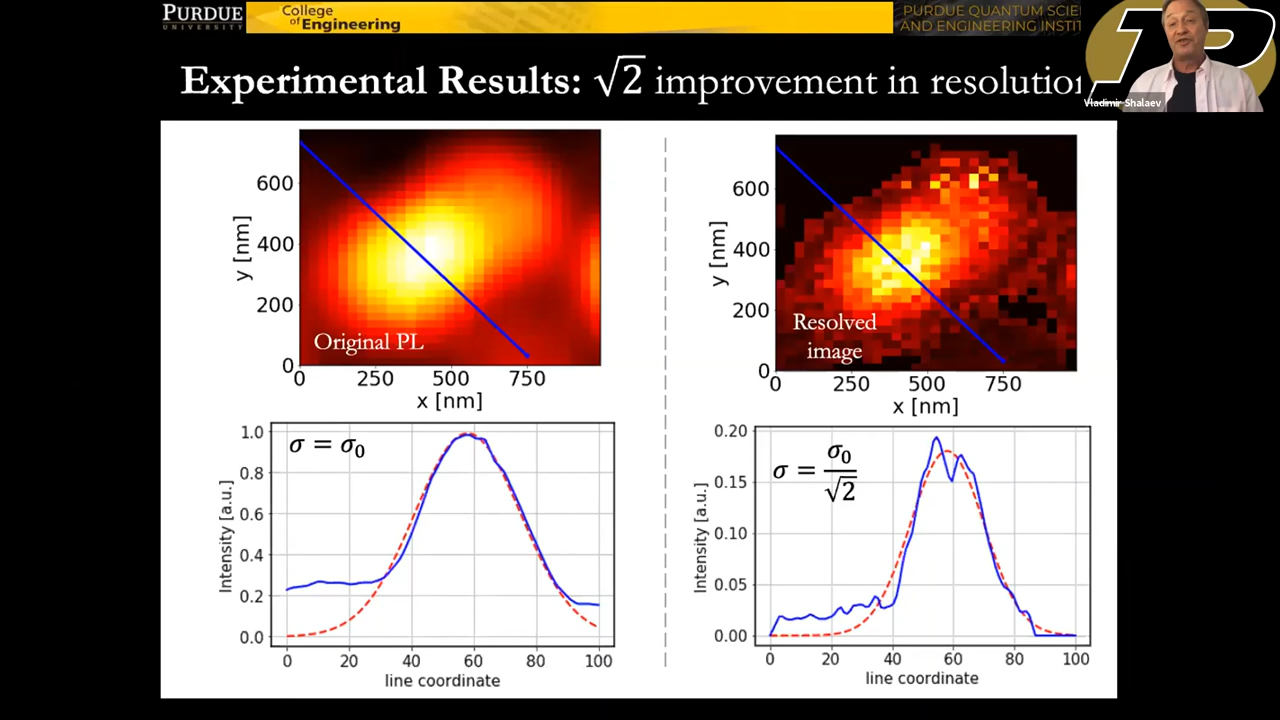 PURDUE
UNIVERSITY
College
of Engineering
PURDUE QUANTUM SCIE
AND ENGINEERING INSTIT
Vladimir Shalaev
Experimental Results: √2 improvement in resolution
600
400
200
0
y [nm]
Original PL
0 250 500 750
x [nm]
600
400
200
0
y [nm]
Resolved
image
0 250 500 750
x [nm]
1.0
0.8
0.6
0.4
0.2
0.0
Intensity [a.u.]
σ = σ₀
0 20 40 60 80 100
line coordinate
0.20
0.15
0.10
0.05
0.00
Intensity [a.u.]
σ = σ₀/√2
0 20 40 60 80 100
line coordinate